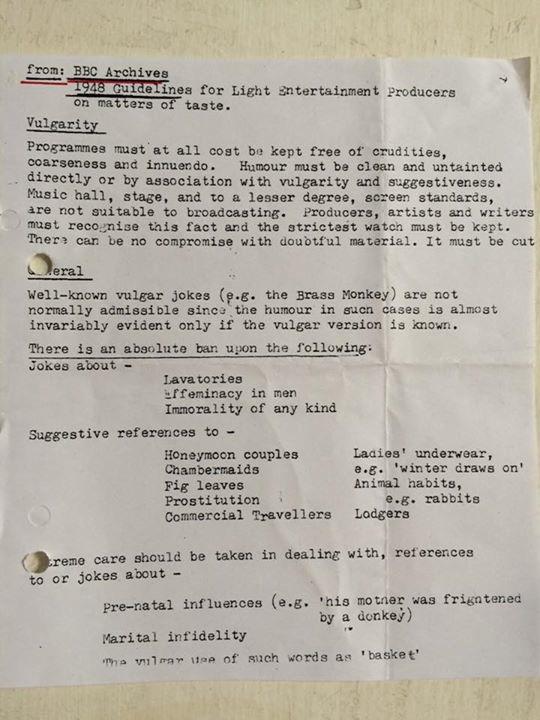 from: BBC Archives
1948 Guidelines for Light Entertainment Producers
on matters of taste.
Vulgarity
Programmes must at all cost be kept free of crudities,
coarseness and innuendo. Humour must be clean and untainted
directly or by association with vulgarity and suggestiveness.
Music hall, stage, and to a lesser degree, screen standards,
are not suitable to broadcasting. Producers, artists and writers
must recognise this fact and the strictest watch must be kept.
There can be no compromise with doubtful material. It must be cut
General
Well-known vulgar jokes (e.g. the Brass Monkey) are not
normally admissible since the humour in such cases is almost
invariably evident only if the vulgar version is known.
There is an absolute ban upon the following:
Jokes about -
Lavatories
Effeminacy in men
Immorality of any kind
Suggestive references to -
Honeymoon couples Ladies' underwear,
Chambermaids e.g. 'winter draws on'
Fig leaves Animal habits,
Prostitution e.g. rabbits
Commercial Travellers Lodgers
treme care should be taken in dealing with, references
to or jokes about -
Pre-natal influences (e.g. 'his mother was frightened
by a donkey)
Marital infidelity
The vulgar use of such words as 'basket'